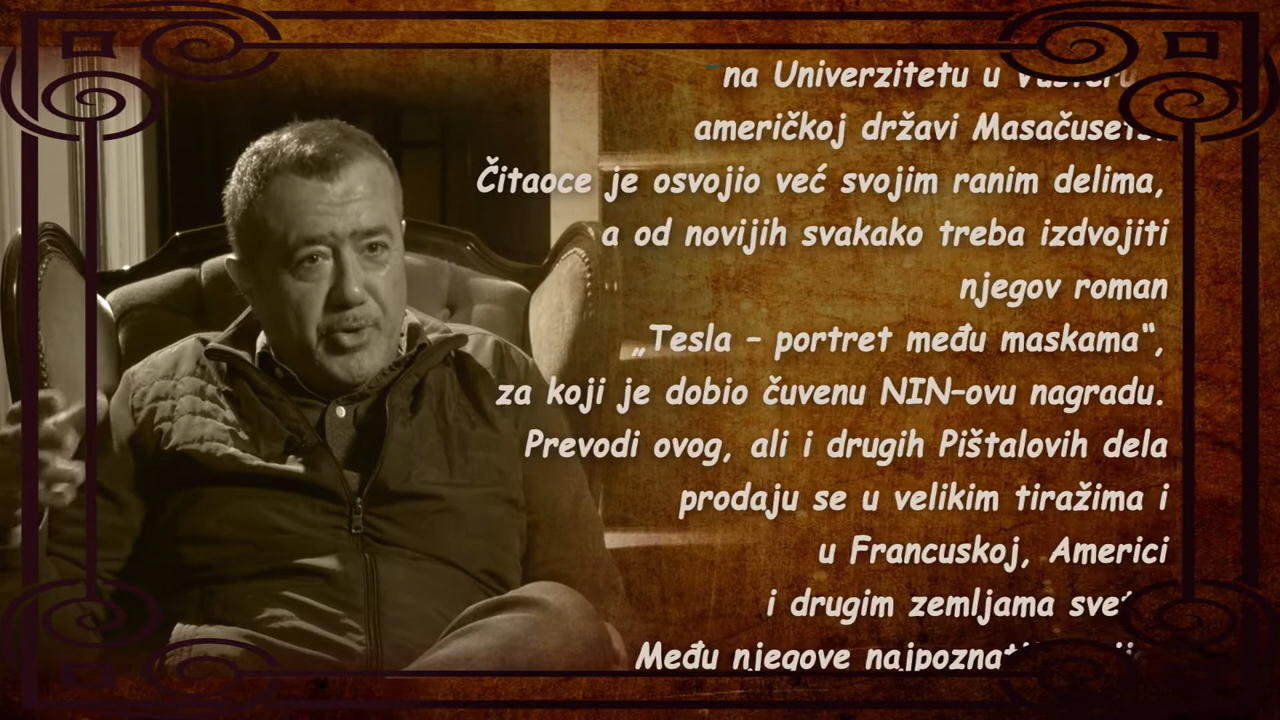 na Univerzitetu u
američkoj državi
Čitaoce je osvojio već svojim ranim delima,
a od novijih svakako treba izdvojiti
njegov roman
„Tesla – portret među maskama“,
za koji je dobio čuvenu NIN-ovu nagradu.
Prevodi ovog, ali i drugih Pištalovih dela
prodaju se u velikim tiražima i
u Francuskoj, Americi
i drugim zemljama
Među njegove